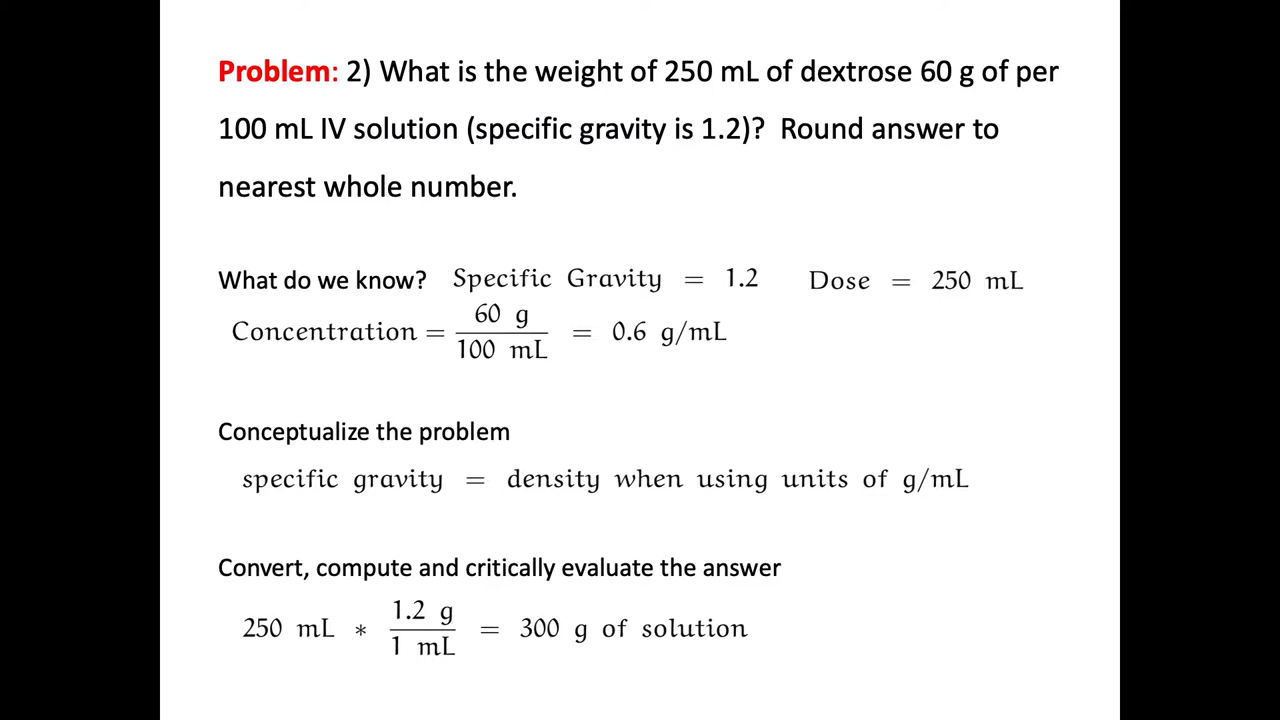 Problem: 2) What is the weight of 250 mL of dextrose 60 g of per
100 mL IV solution (specific gravity is 1.2)? Round answer to
nearest whole number.
What do we know? Specific Gravity = 1.2 Dose = 250 mL
Concentration = 60 g / 100 mL = 0.6 g/mL
Conceptualize the problem
specific gravity = density when using units of g/mL
Convert, compute and critically evaluate the answer
250 mL * 1.2 g / 1 mL = 300 g of solution